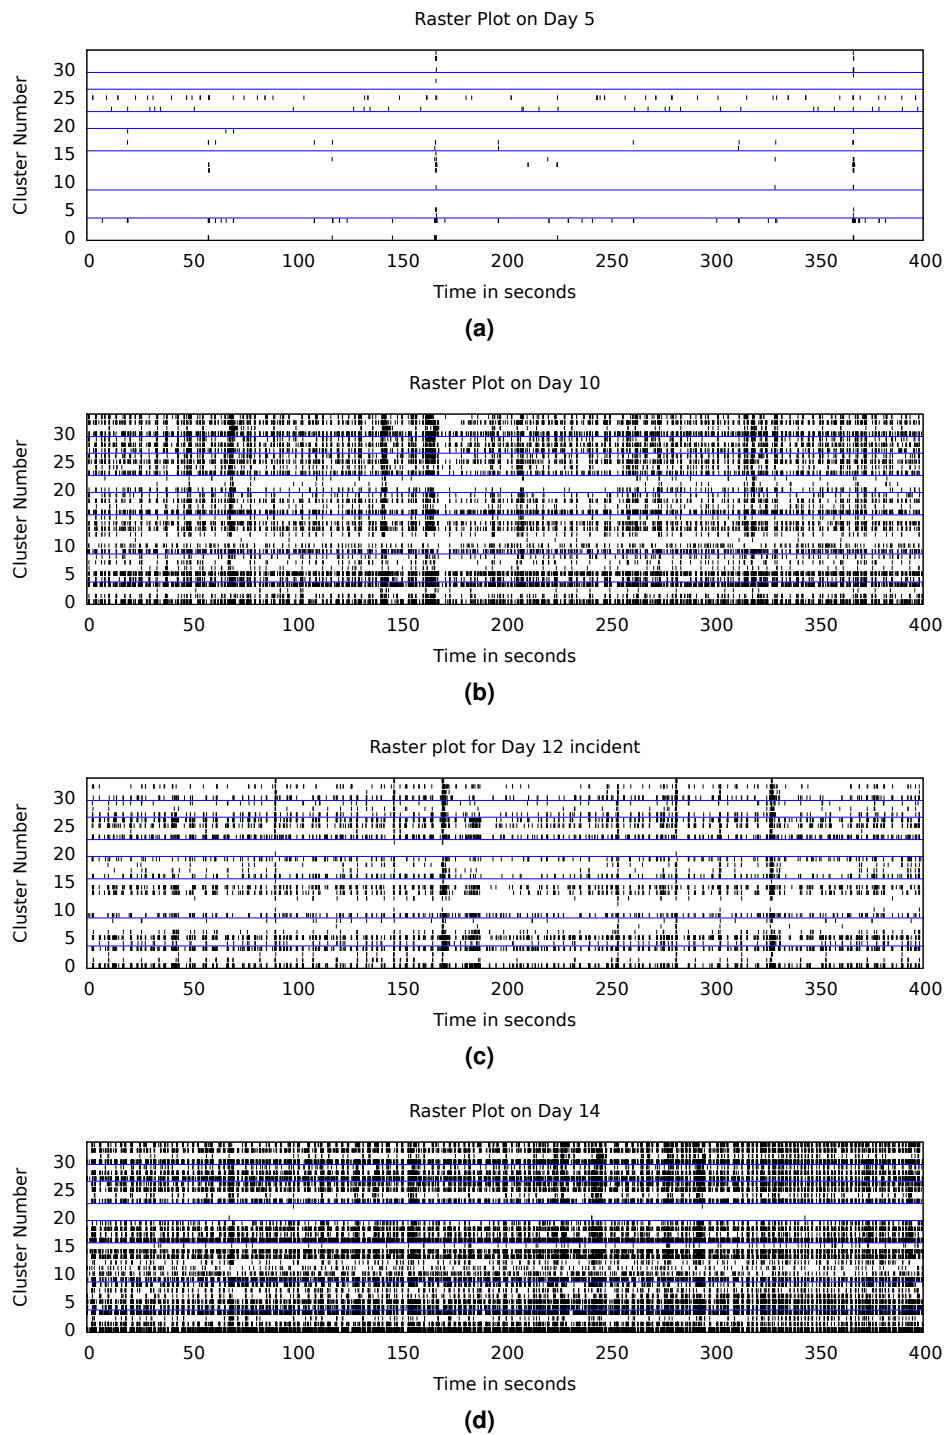 Raster Plot on Day 5
Cluster Number
30
25
20
15
10
5
0
0 50 100 150 200 250 300 350 400
Time in seconds
(a)
Raster Plot on Day 10
Cluster Number
30
25
20
15
10
5
0
0 50 100 150 200 250 300 350 400
Time in seconds
(b)
Raster plot for Day 12 incident
Cluster Number
30
25
20
15
10
5
0
0 50 100 150 200 250 300 350 400
Time in seconds
(c)
Raster Plot on Day 14
Cluster Number
30
25
20
15
10
5
0
0 50 100 150 200 250 300 350 400
Time in seconds
(d)